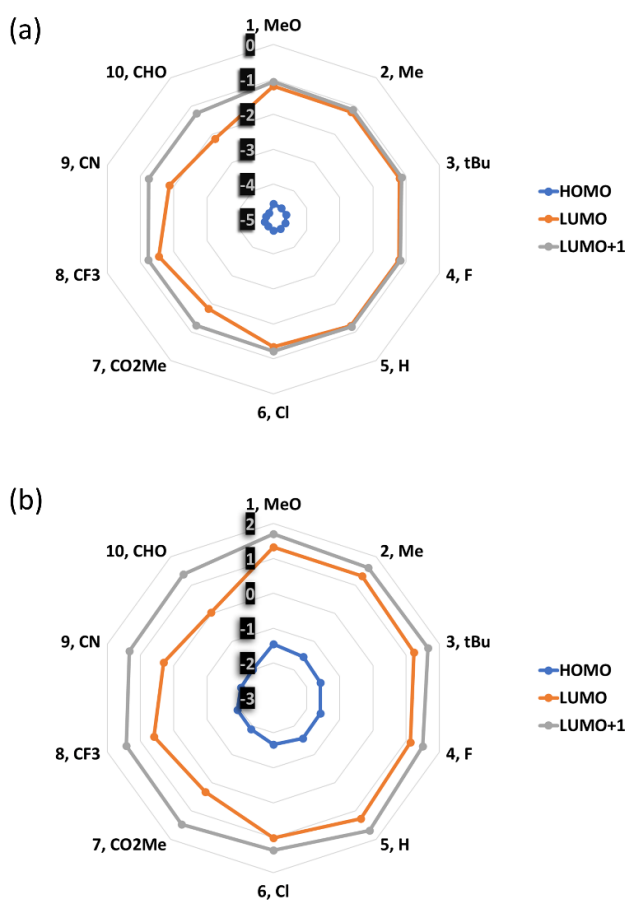 (a)
1, MeO
0
10, CHO
2, Me
-1
-2
9, CN
3, tBu
-3
-4
-5
HOMO
LUMO
LUMO+1
8, CF3
4, F
7, CO2Me
5, H
6, Cl
(b)
1, MeO
2
10, CHO
2, Me
1
0
9, CN
3, tBu
-1
-2
-3
HOMO
LUMO
LUMO+1
8, CF3
4, F
7, CO2Me
5, H
6, Cl